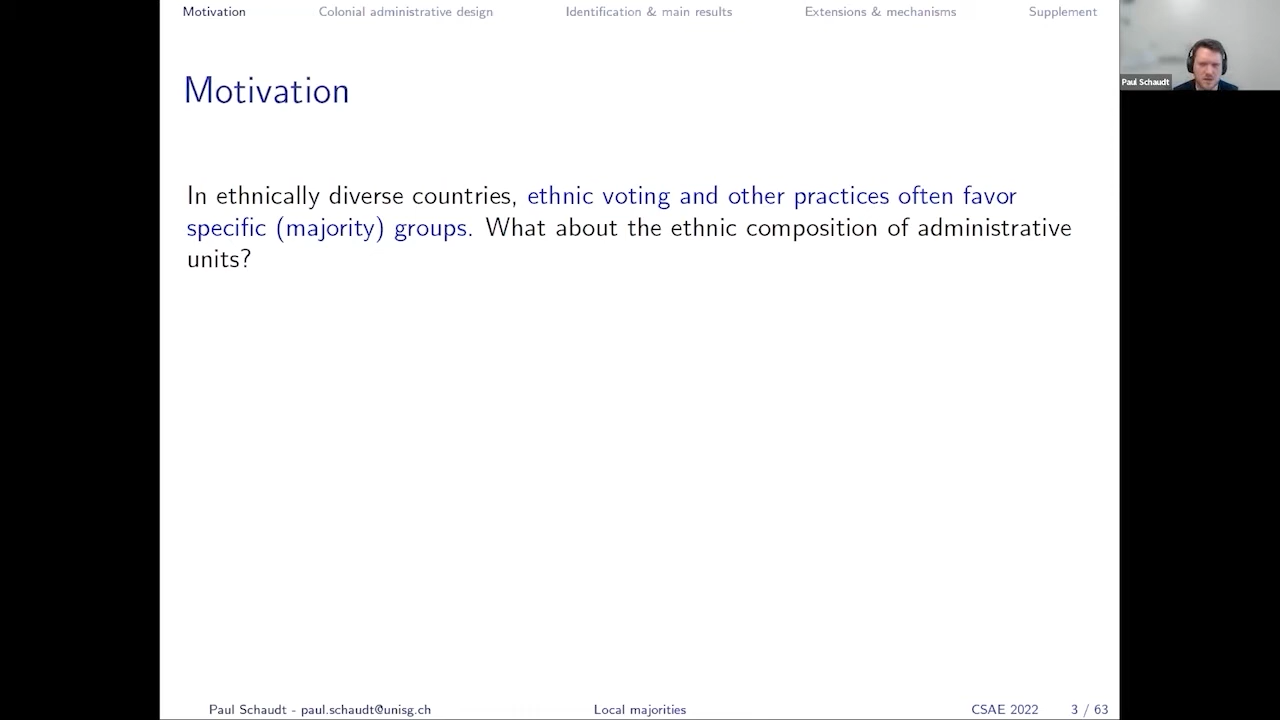 Motivation Colonial administrative design Identification & main results Extensions & mechanisms Supplement
Paul Schaudt
Motivation
In ethnically diverse countries, ethnic voting and other practices often favor
specific (majority) groups. What about the ethnic composition of administrative
units?
Paul Schaudt - paul.schaudt@unisg.ch Local majorities CSAE 2022 3 / 63